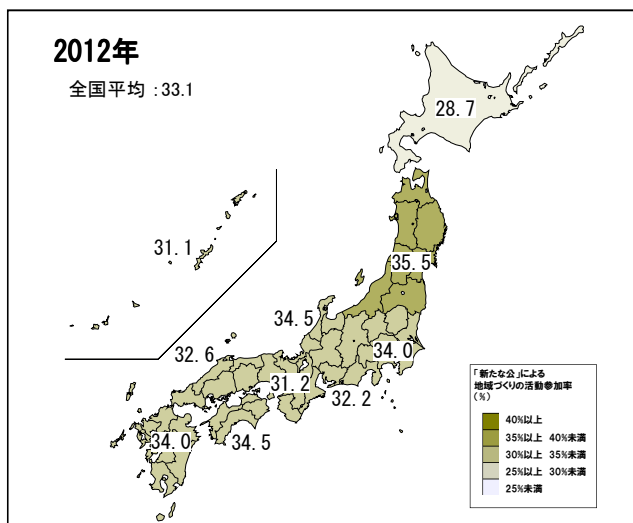 2012年
全国平均 :33.1
28.7
31.1
35.5
34.5
34.0
32.6
31.2
32.2
34.0
34.5
「新たな公」による
地域づくりの活動参加率
(%)
40%以上
35%以上 40%未満
30%以上 35%未満
25%以上 30%未満
25%未満